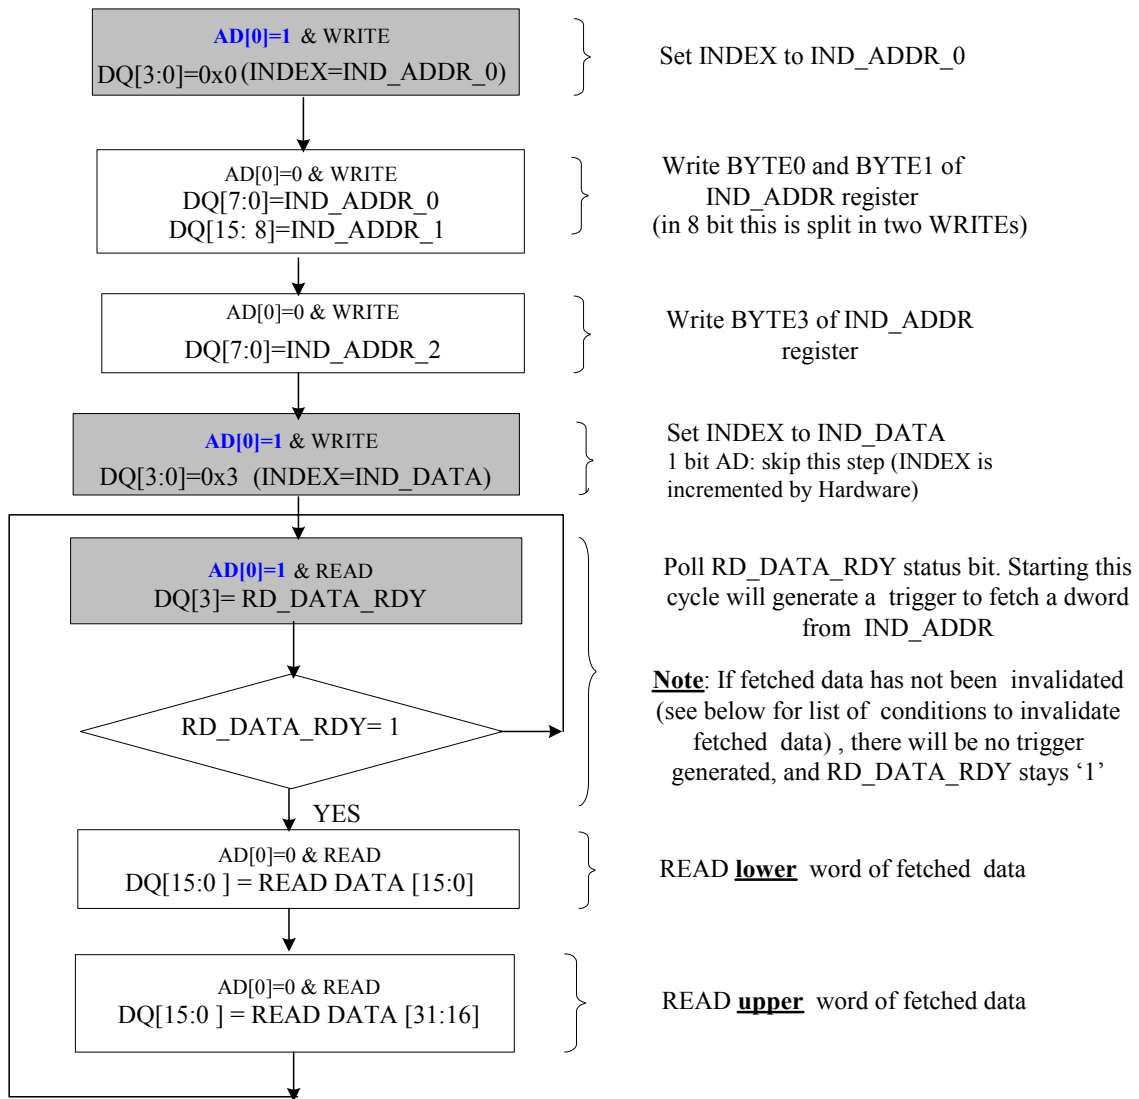 AD[0]=1 & WRITE
DQ[3:0]=0x0 (INDEX=IND_ADDR_0)
Set INDEX to IND_ADDR_0
AD[0]=0 & WRITE
DQ[7:0]=IND_ADDR_0
DQ[15: 8]=IND_ADDR_1
Write BYTE0 and BYTE1 of
IND_ADDR register
(in 8 bit this is split in two WRITEs)
AD[0]=0 & WRITE
DQ[7:0]=IND_ADDR_2
Write BYTE3 of IND_ADDR
register
AD[0]=1 & WRITE
DQ[3:0]=0x3 (INDEX=IND_DATA)
Set INDEX to IND_DATA
1 bit AD: skip this step (INDEX is
incremented by Hardware)
AD[0]=1 & READ
DQ[3]= RD_DATA_RDY
Poll RD_DATA_RDY status bit. Starting this
cycle will generate a trigger to fetch a dword
from IND_ADDR
RD_DATA_RDY= 1
Note: If fetched data has not been invalidated
(see below for list of conditions to invalidate
fetched data) , there will be no trigger
generated, and RD_DATA_RDY stays ‘1’
YES
AD[0]=0 & READ
DQ[15:0 ] = READ DATA [15:0]
READ lower word of fetched data
AD[0]=0 & READ
DQ[15:0 ] = READ DATA [31:16]
READ upper word of fetched data